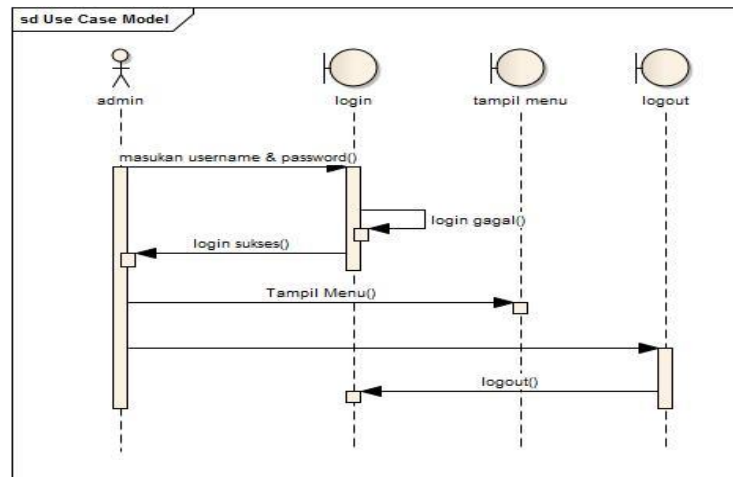 sd Use Case Model
admin
login
tampil menu
logout
masukan username & password()
login gagal()
login sukses()
Tampil Menu()
logout()